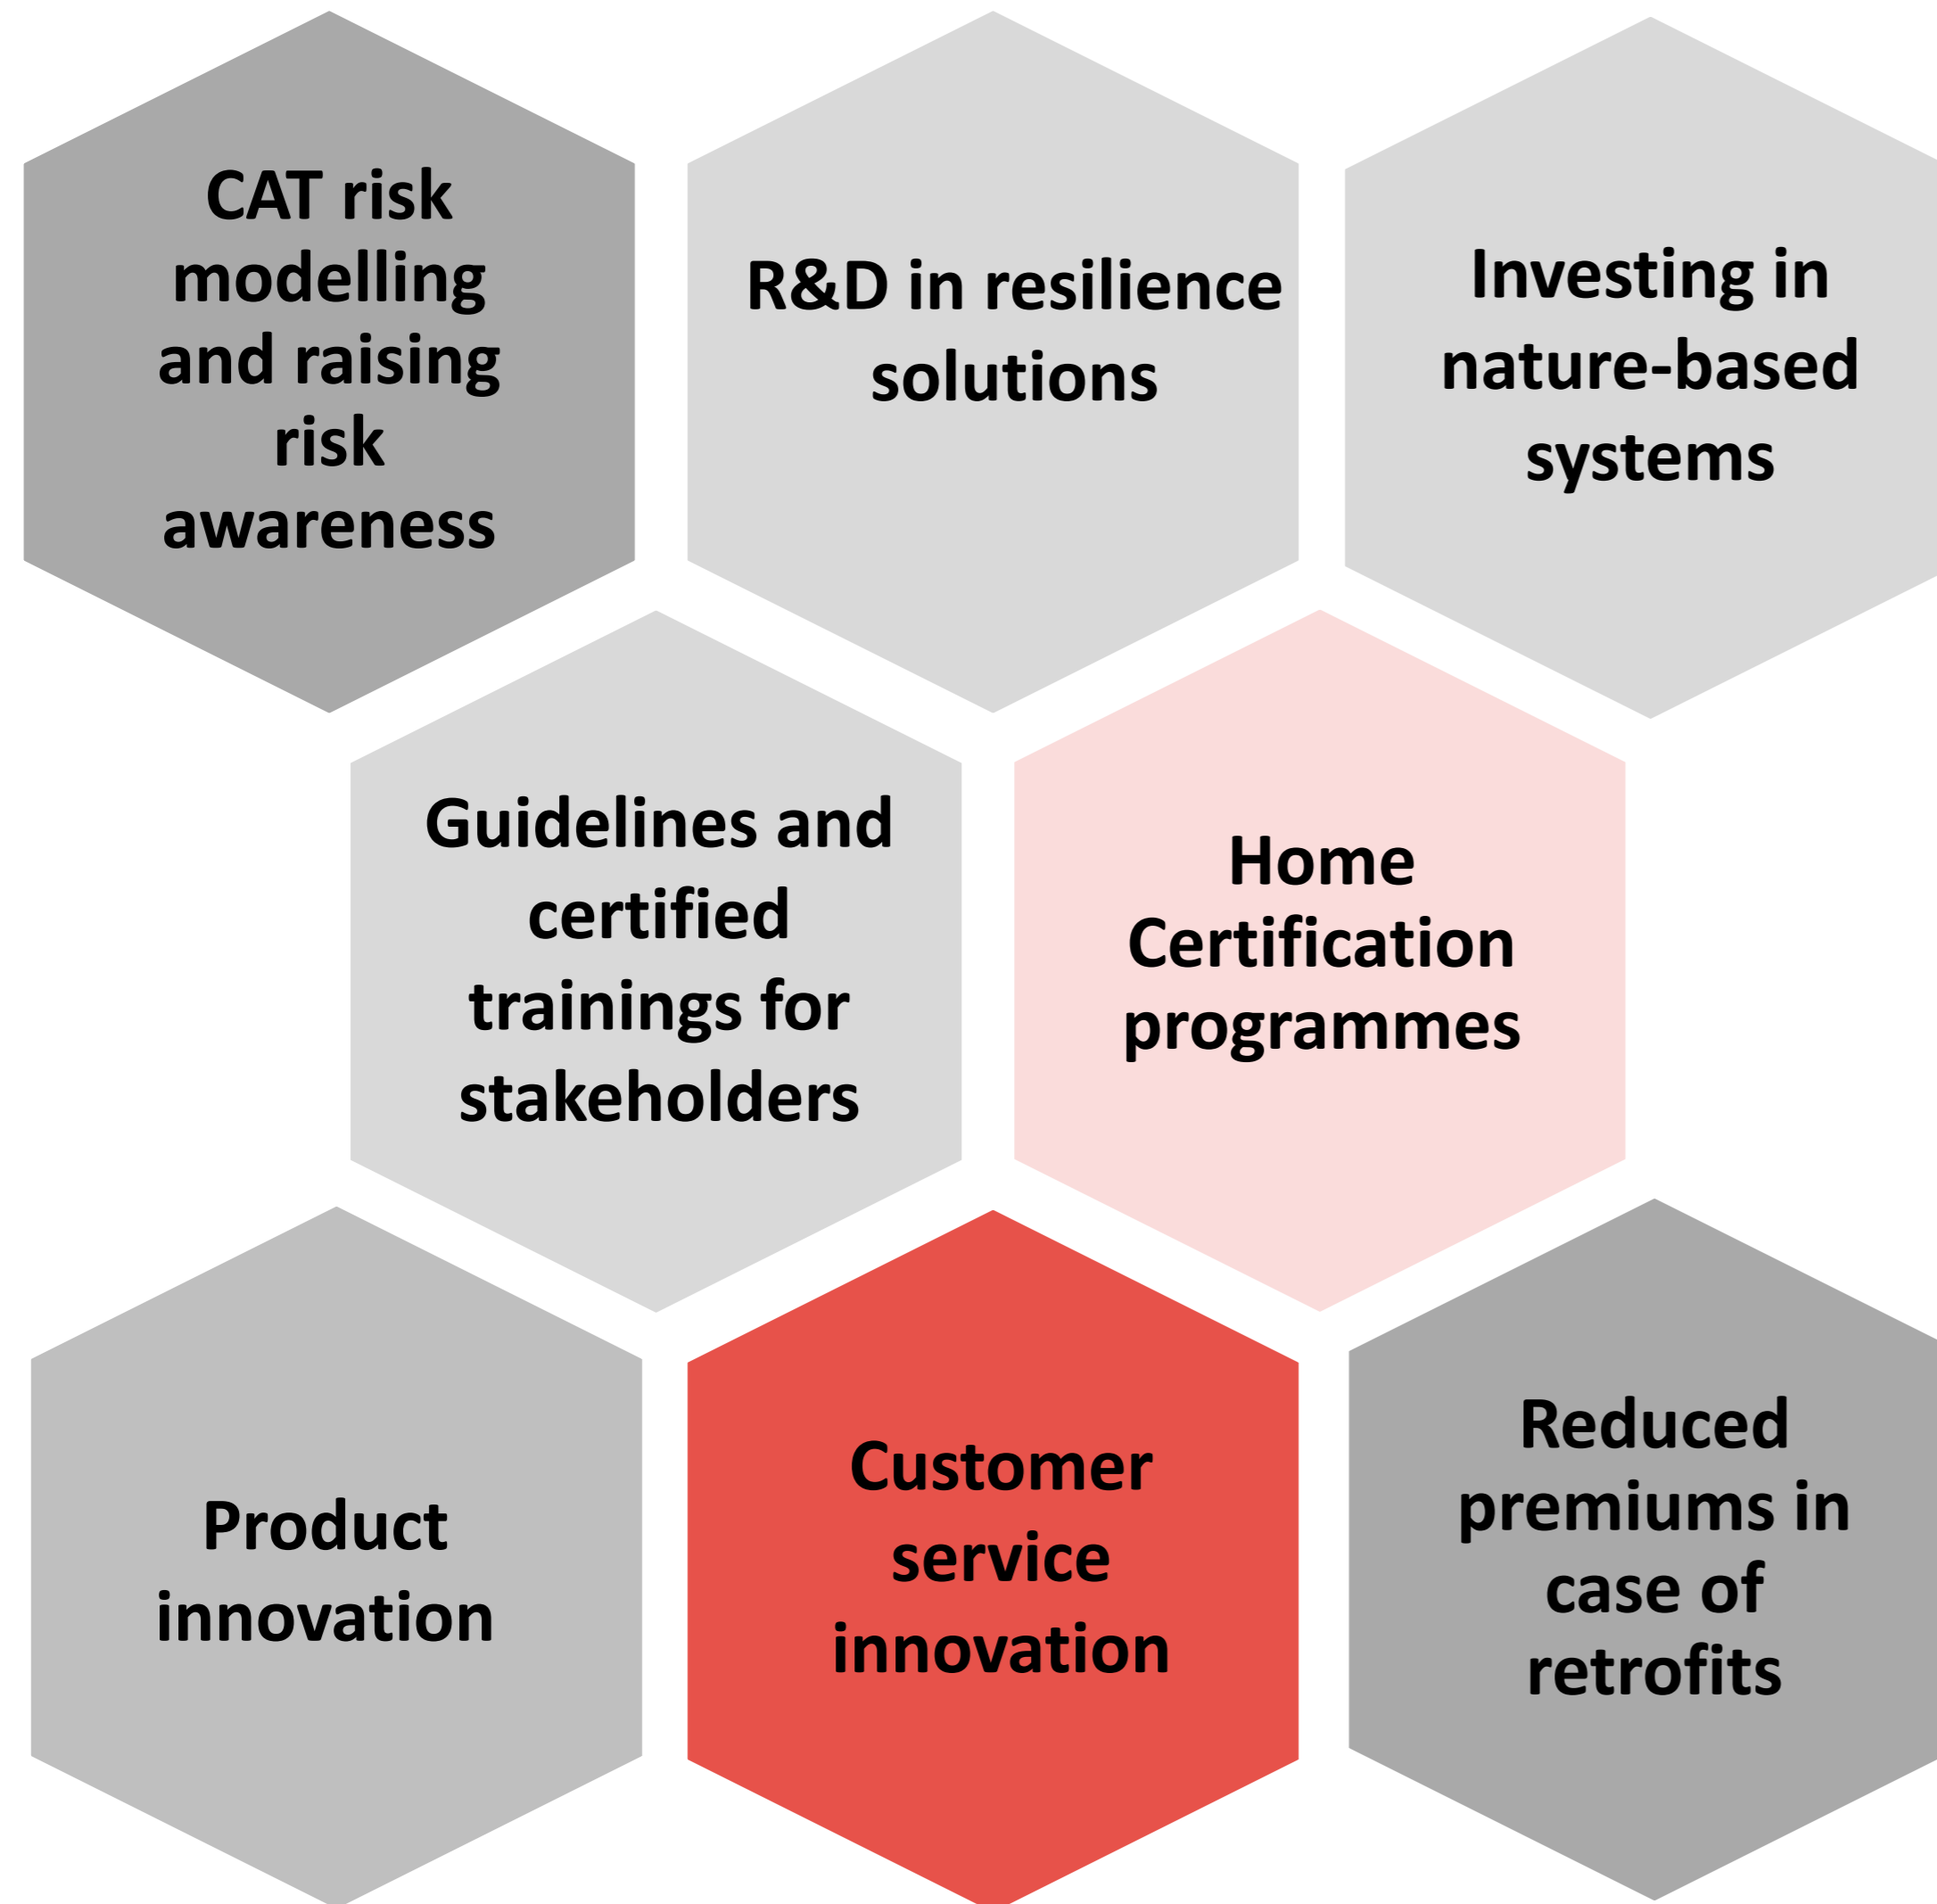 CAT risk
modelling
and raising
risk
awareness
R&D in resilience
solutions
Investing in
nature-based
systems
Guidelines and
certified
trainings for
stakeholders
Home
Certification
programmes
Product
innovation
Customer
service
innovation
Reduced
premiums in
case of
retrofits